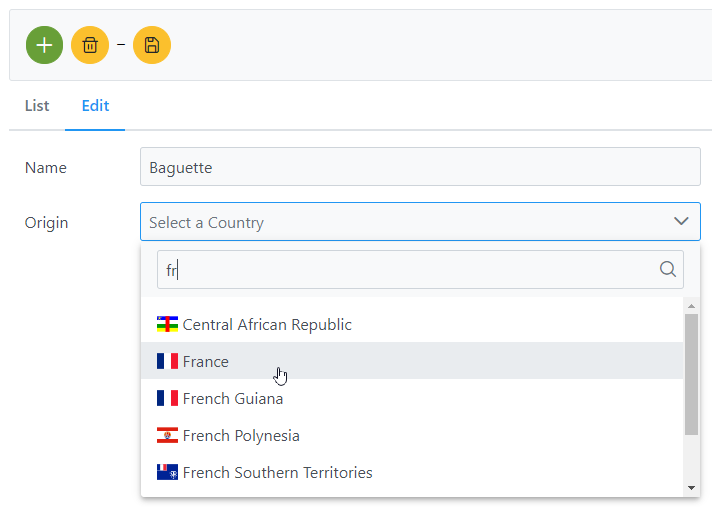 List Edit
Name Baguette
Origin Select a Country
fr
Central African Republic
France
French Guiana
French Polynesia
French Southern Territories